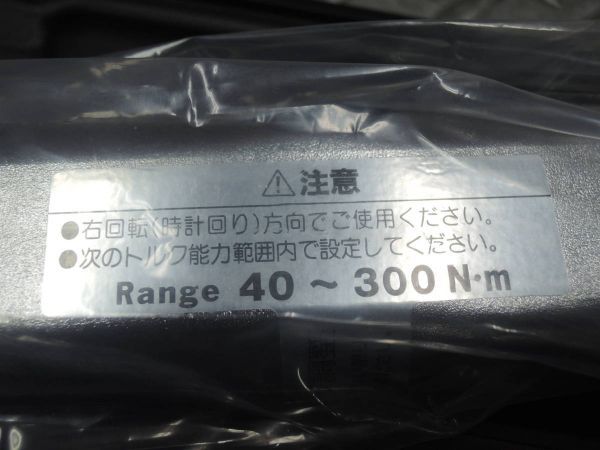 ⚠注意
●右回転(時計回り)方向でご使用ください。
●次のトルク能力範囲内で設定してください。
Range 40 ~ 300 N·m